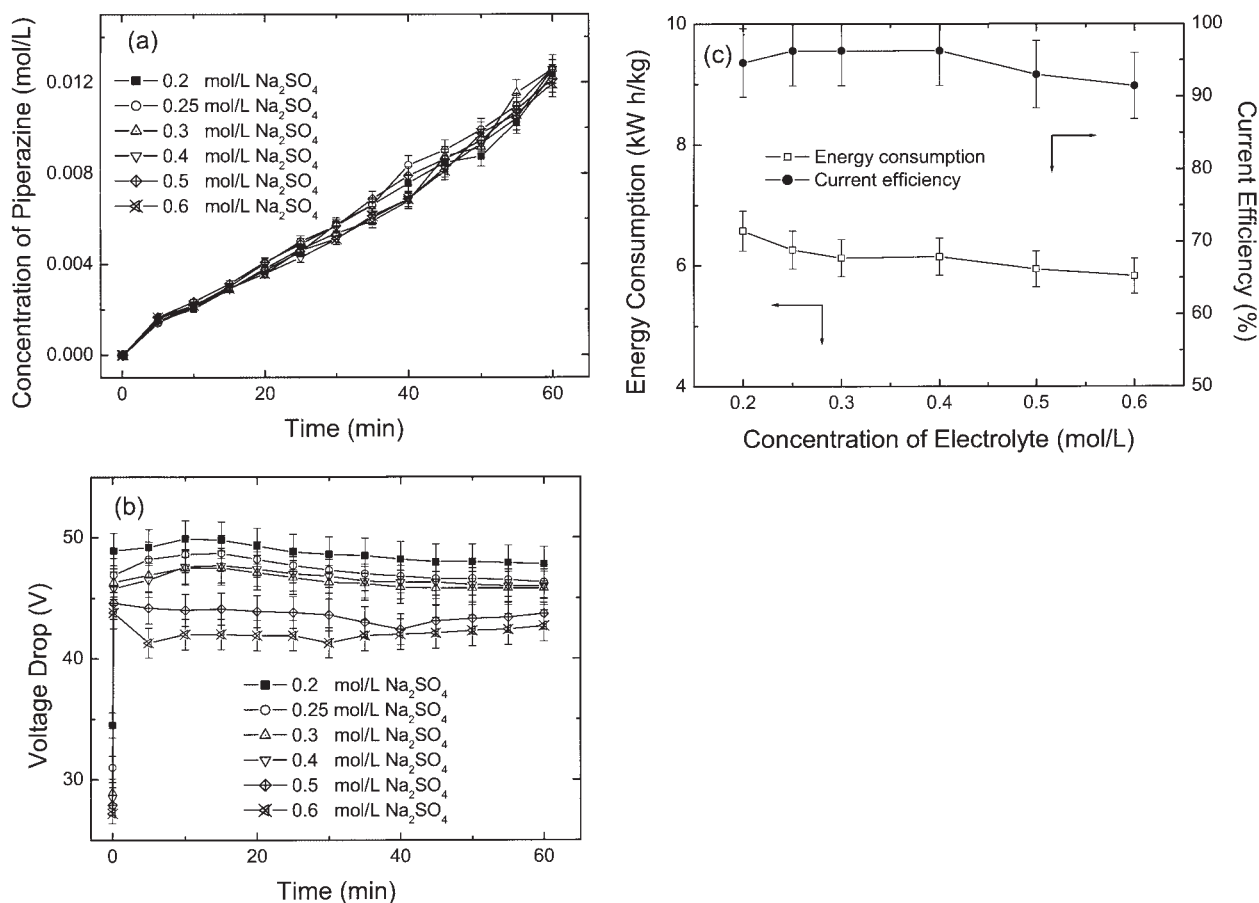 (a)
Concentration of Piperazine (mol/L)
0.012
0.008
0.004
0.000
0.2 mol/L Na₂SO₄
0.25 mol/L Na₂SO₄
0.3 mol/L Na₂SO₄
0.4 mol/L Na₂SO₄
0.5 mol/L Na₂SO₄
0.6 mol/L Na₂SO₄
0 20 40 60
Time (min)
(c)
Energy Consumption (kW h/kg)
10
8
6
4
Energy consumption
Current efficiency
100
90
80
70
60
50
Current Efficiency (%)
0.2 0.3 0.4 0.5 0.6
Concentration of Electrolyte (mol/L)
(b)
Voltage Drop (V)
50
40
30
0.2 mol/L Na₂SO₄
0.25 mol/L Na₂SO₄
0.3 mol/L Na₂SO₄
0.4 mol/L Na₂SO₄
0.5 mol/L Na₂SO₄
0.6 mol/L Na₂SO₄
0 20 40 60
Time (min)